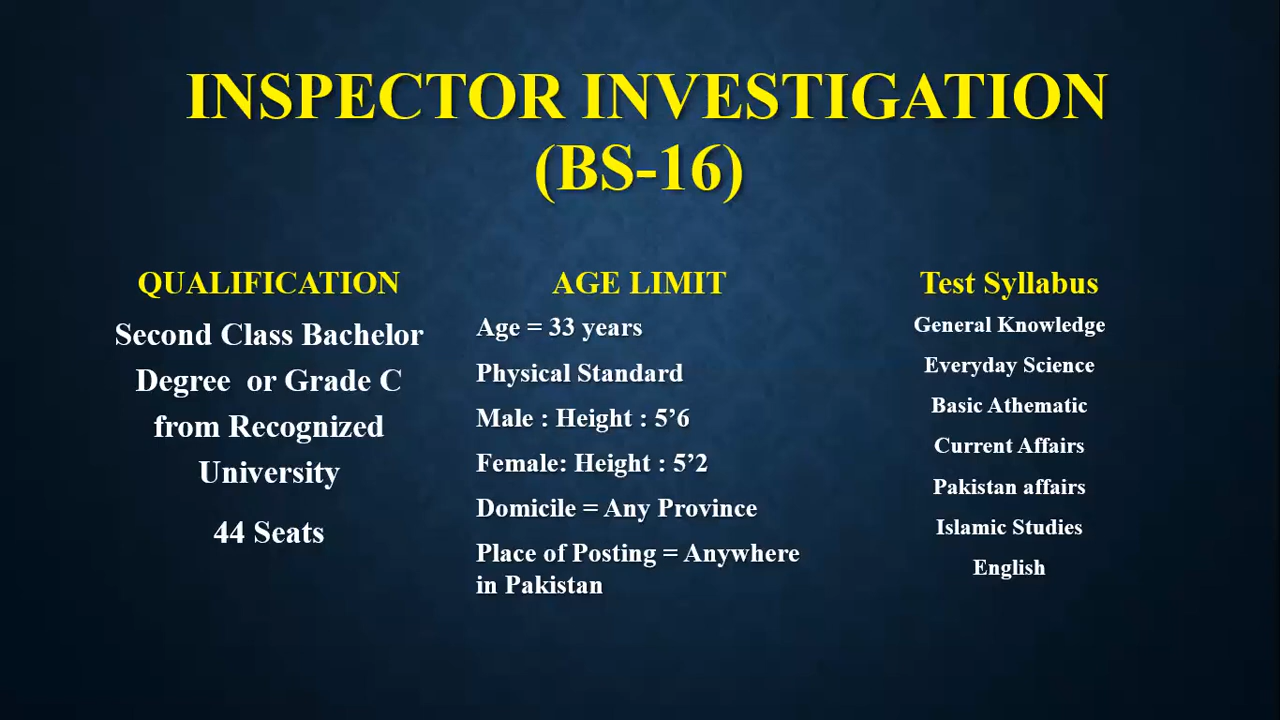 INSPECTOR INVESTIGATION
(BS-16)
QUALIFICATION
Second Class Bachelor
Degree or Grade C
from Recognized
University
44 Seats
AGE LIMIT
Age = 33 years
Physical Standard
Male : Height : 5’6
Female: Height : 5’2
Domicile = Any Province
Place of Posting = Anywhere
in Pakistan
Test Syllabus
General Knowledge
Everyday Science
Basic Athematic
Current Affairs
Pakistan affairs
Islamic Studies
English